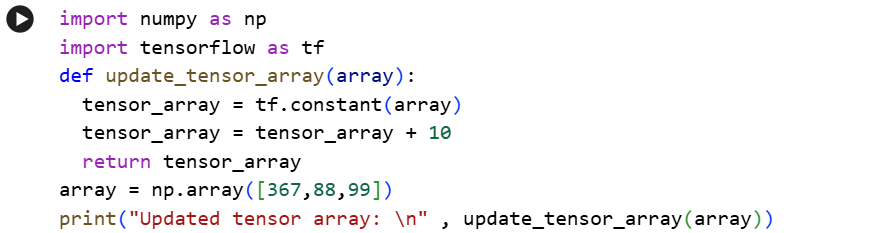 import numpy as np
import tensorflow as tf
def update_tensor_array(array):
  tensor_array = tf.constant(array)
  tensor_array = tensor_array + 10
  return tensor_array
array = np.array([367,88,99])
print("Updated tensor array: \n" , update_tensor_array(array))